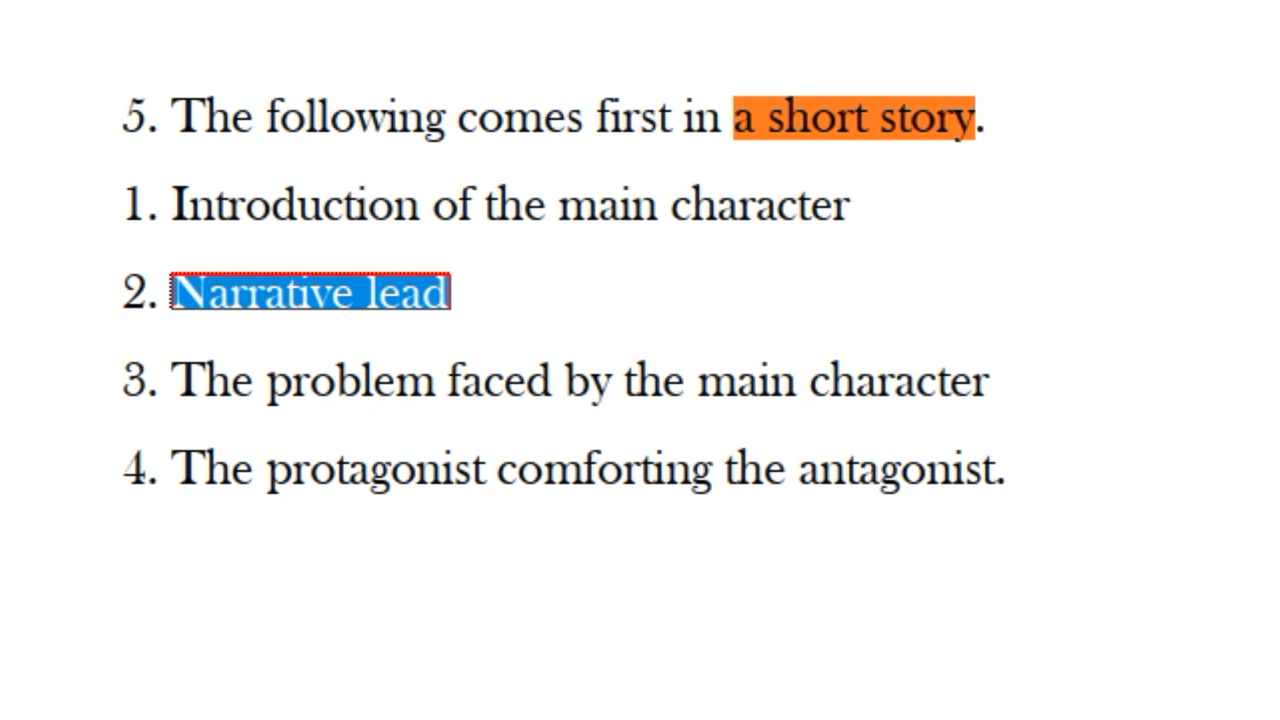 5. The following comes first in a short story.
1. Introduction of the main character
2. Narrative lead
3. The problem faced by the main character
4. The protagonist comforting the antagonist.